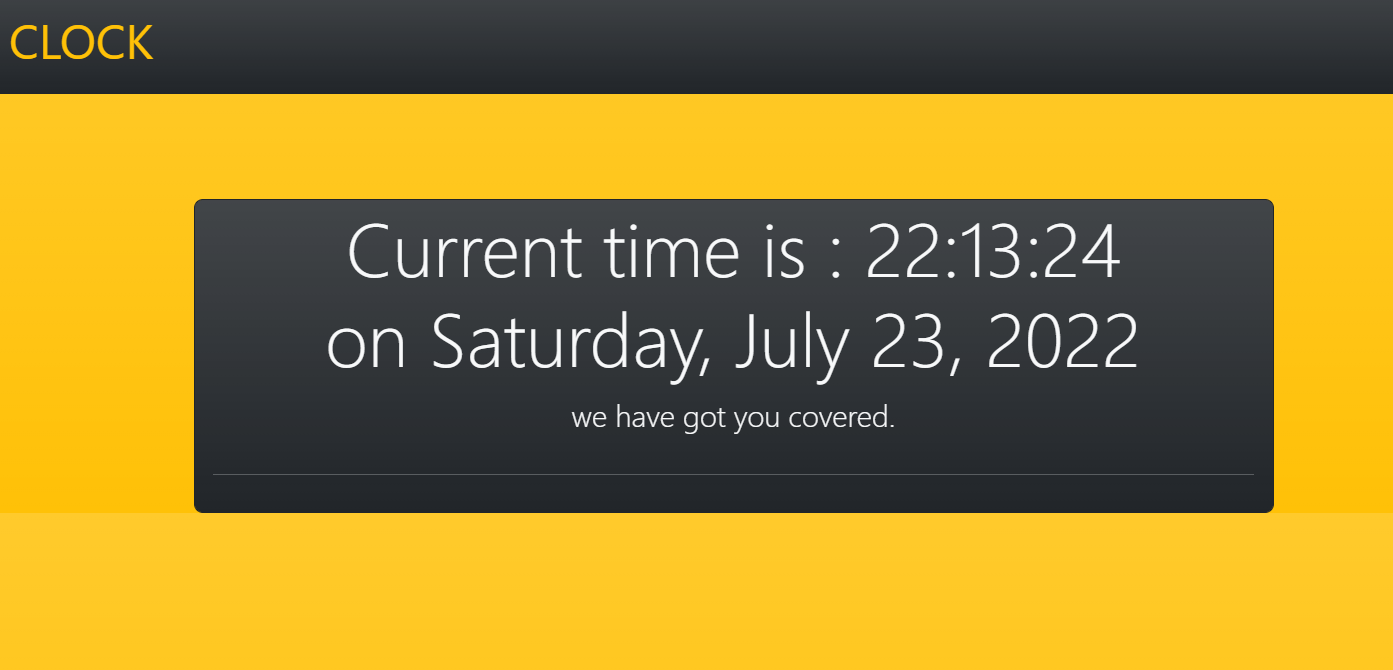 CLOCK
Current time is : 22:13:24
on Saturday, July 23, 2022
we have got you covered.